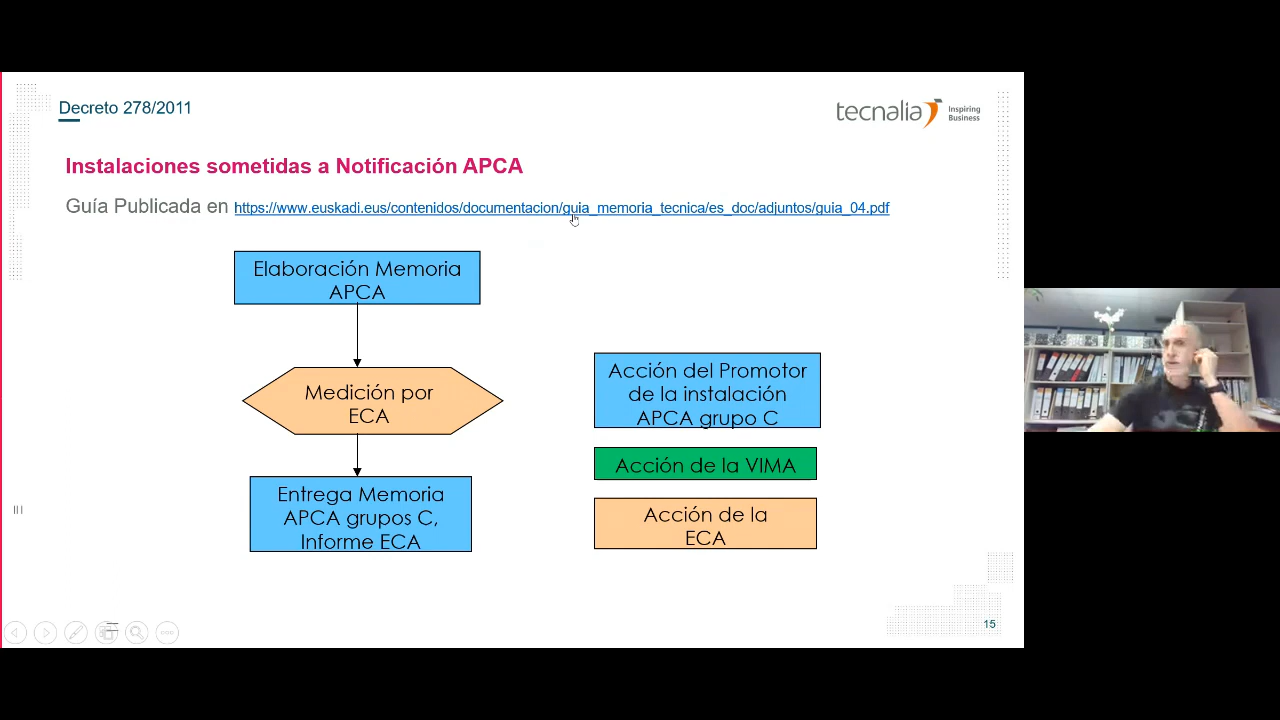 Decreto 278/2011
tecnalia Inspiring
Business
Instalaciones sometidas a Notificación APCA
Guía Publicada en https://www.euskadi.eus/contenidos/documentacion/guia_memoria_tecnica/es_doc/adjuntos/guia_04.pdf
Elaboración Memoria
APCA
Medición por
ECA
Entrega Memoria
APCA grupos C,
Informe ECA
Acción del Promotor
de la instalación
APCA grupo C
Acción de la VIMA
Acción de la
ECA
15